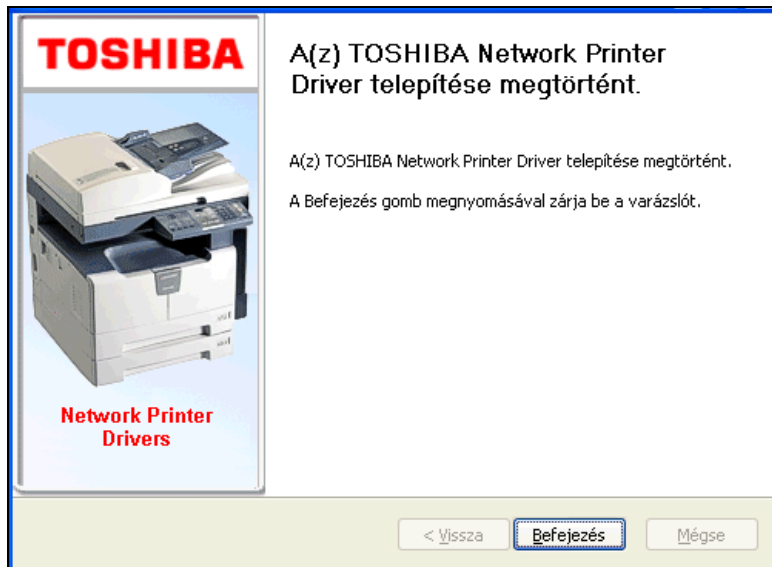 TOSHIBA
Network Printer
Drivers
A(z) TOSHIBA Network Printer
Driver telepítése megtörtént.
A(z) TOSHIBA Network Printer Driver telepítése megtörtént.
A Befejezés gomb megnyomásával zárja be a varázslót.
< Vissza
Befejezés
Mégse